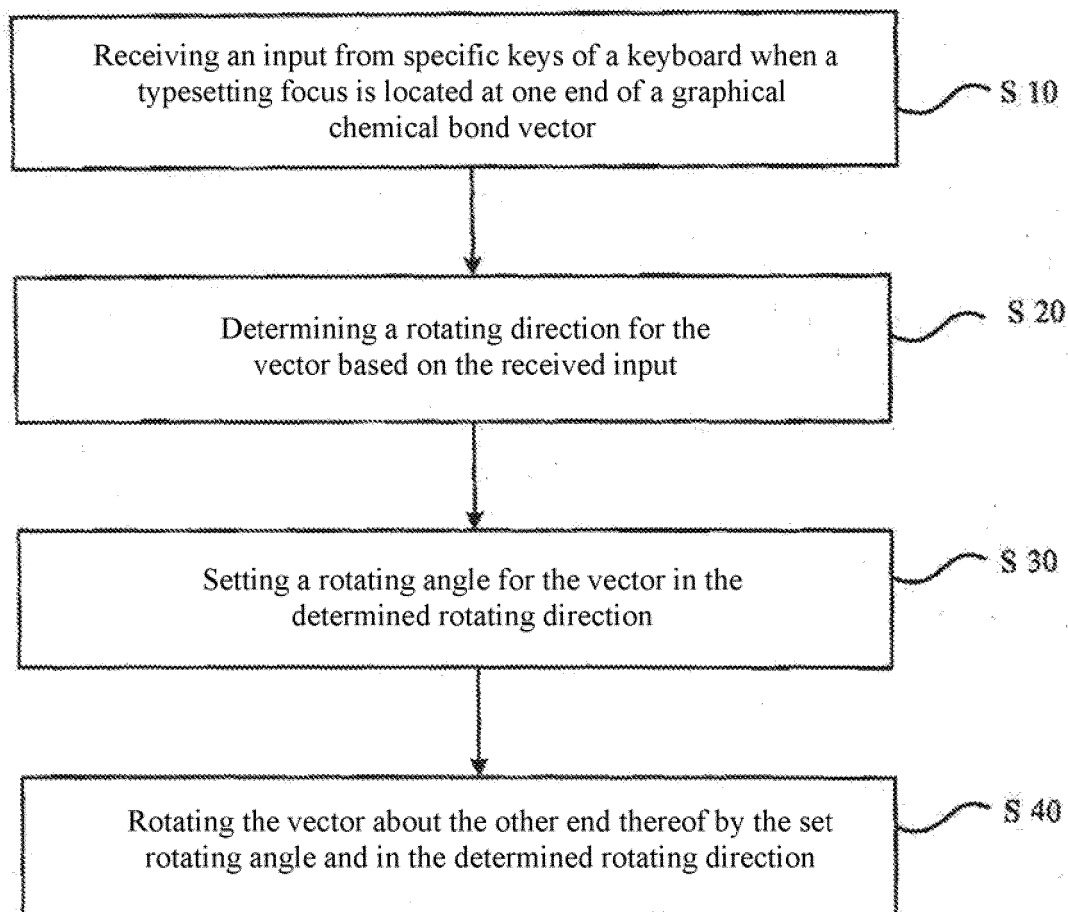 Receiving an input from specific keys of a keyboard when a
typesetting focus is located at one end of a graphical
chemical bond vector
S 10
Determining a rotating direction for the
vector based on the received input
S 20
Setting a rotating angle for the vector in the
determined rotating direction
S 30
Rotating the vector about the other end thereof by the set
rotating angle and in the determined rotating direction
S 40